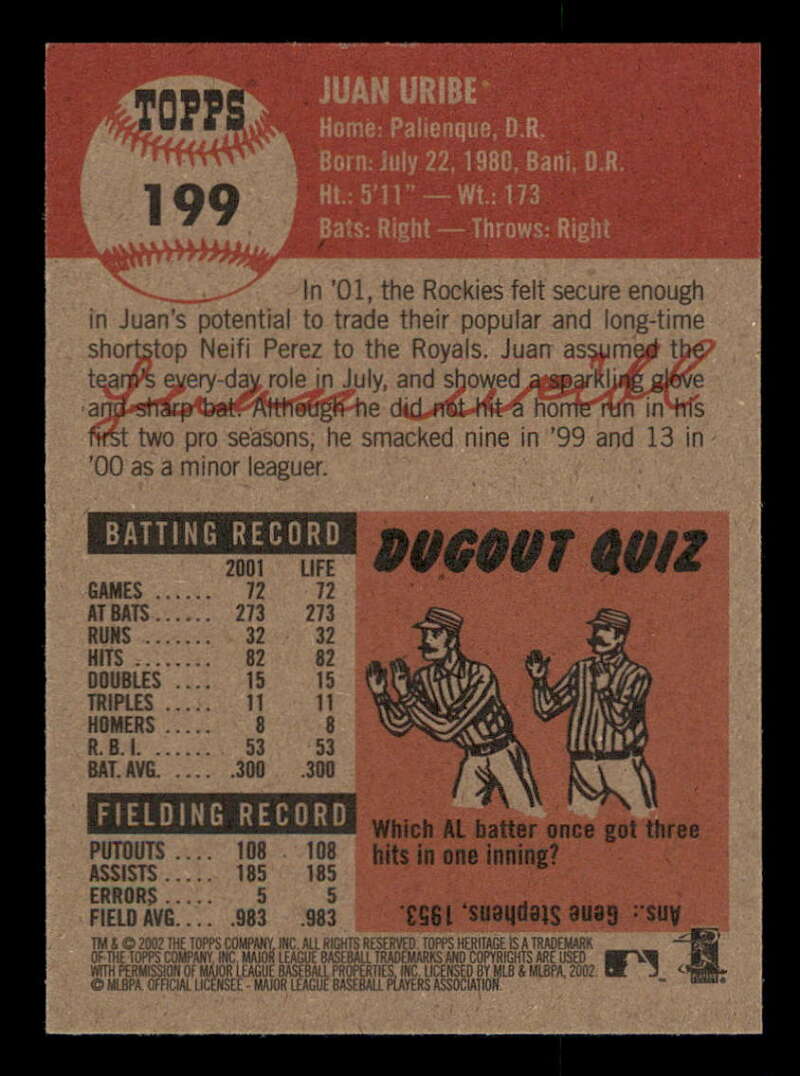 TOPPS
199
JUAN URIBE
Home: Palienque, D.R.
Born: July 22, 1980, Bani, D.R.
Ht.: 5'11" — Wt.: 173
Bats: Right — Throws: Right
In '01, the Rockies felt secure enough
in Juan's potential to trade their popular and long-time
shortstop Neifi Perez to the Royals. Juan assumed the
team's every-day role in July, and showed a sparkling glove
and sharp bat. Although he did not hit a home run in his
first two pro seasons, he smacked nine in '99 and 13 in
'00 as a minor leaguer.
BATTING RECORD
2001 LIFE
GAMES ...... 72 72
AT BATS...... 273 273
RUNS ....... 32 32
HITS ........ 82 82
DOUBLES .... 15 15
TRIPLES ..... 11 11
HOMERS ..... 8 8
R.B.I. ...... 53 53
BAT. AVG. .... .300 .300
FIELDING RECORD
PUTOUTS .... 108 108
ASSISTS ..... 185 185
ERRORS ..... 5 5
FIELD AVG. ... .983 .983
DUGOUT QUIZ
Which AL batter once got three
hits in one inning?
Ans.: Gene Stephens, 1953.
TM & © 2002 THE TOPPS COMPANY, INC. ALL RIGHTS RESERVED. TOPPS HERITAGE IS A TRADEMARK
OF THE TOPPS COMPANY, INC. MAJOR LEAGUE BASEBALL TRADEMARKS AND COPYRIGHTS ARE USED
WITH PERMISSION OF MAJOR LEAGUE BASEBALL PROPERTIES, INC. LICENSED BY MLB & MLBPA, 2002
© MLBPA. OFFICIAL LICENSEE - MAJOR LEAGUE BASEBALL PLAYERS ASSOCIATION.